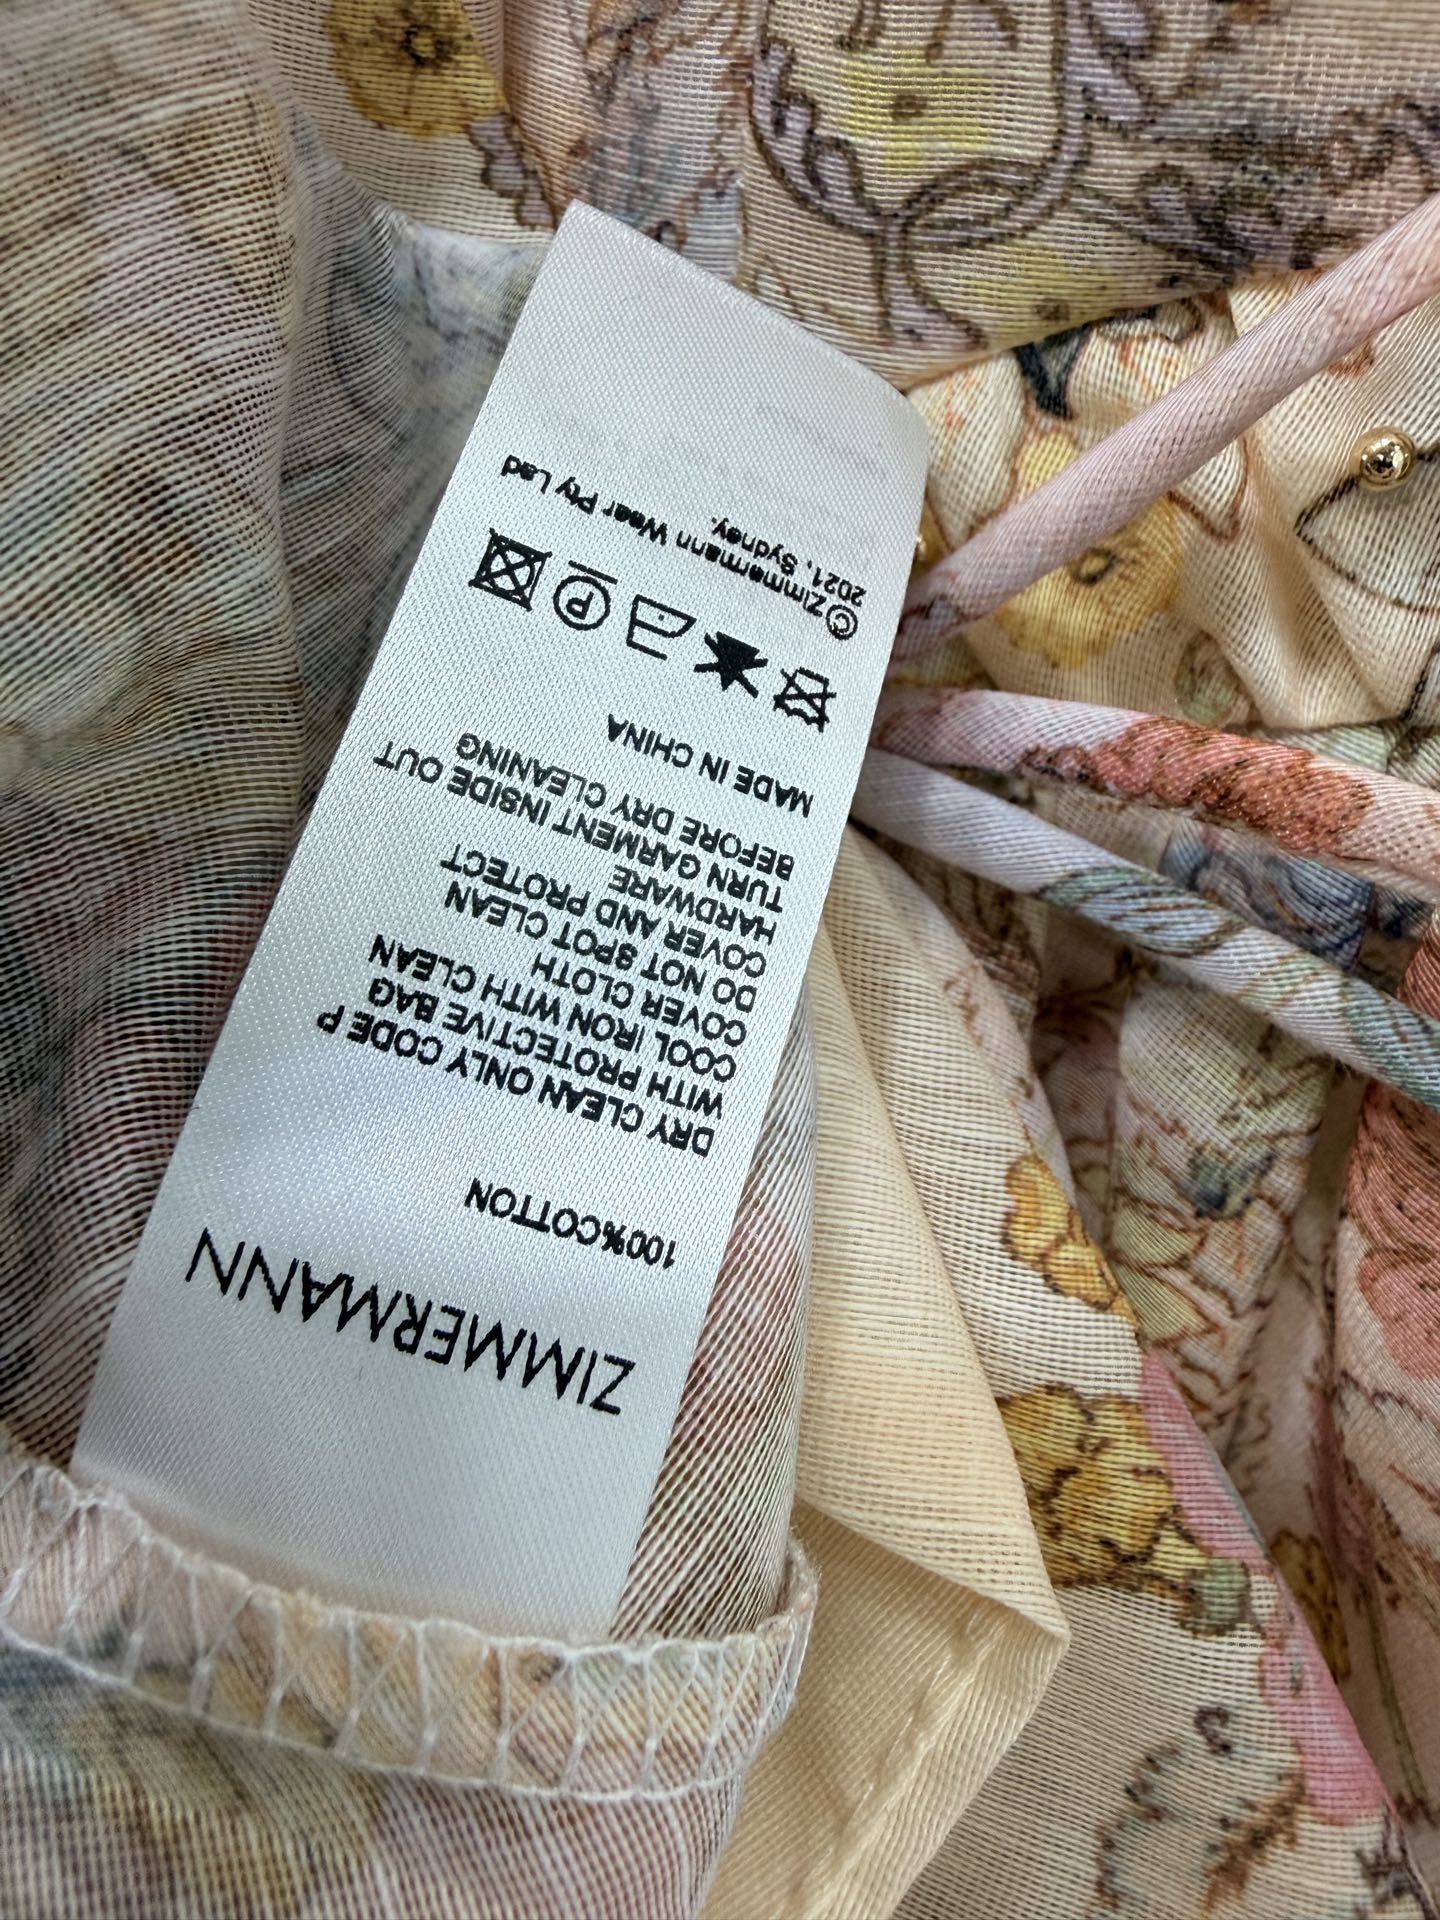 ZIMMERMANN
100%COTTON
DRY CLEAN ONLY CODE P
WITH PROTECTIVE BAG
COOL IRON WITH CLEAN
COVER CLOTH
DO NOT SPOT CLEAN
COVER AND PROTECT
HARDWARE
TURN GARMENT INSIDE OUT
BEFORE DRY CLEANING
MADE IN CHINA
P
©Zimmermann Wear Pty Lad
2021. Sydney.